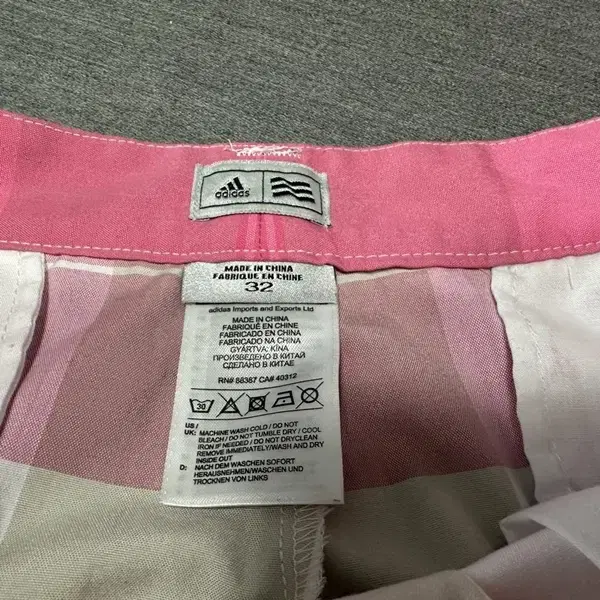 adidas
MADE IN CHINA
FABRIQUE EN CHINE
32
adidas Imports and Exports Ltd
MADE IN CHINA
FABRIQUÉ EN CHINE
FABRICADO EN CHINA
FABRICADO NA CHINA
GYÁRTVA: KÍNA
ПРОИЗВЕДЕНО В КИТАЙ
СДЕЛАНО В КИТАЕ
RN# 88387 CA# 40312
30
US /
UK: MACHINE WASH COLD / DO NOT
BLEACH / DO NOT TUMBLE DRY / COOL
IRON IF NEEDED / DO NOT DRYCLEAN
REMOVE IMMEDIATELY/WASH AND DRY
INSIDE OUT
D: NACH DEM WASCHEN SOFORT
HERAUSNEHMEN/WASCHEN UND
TROCKNEN VON LINKS